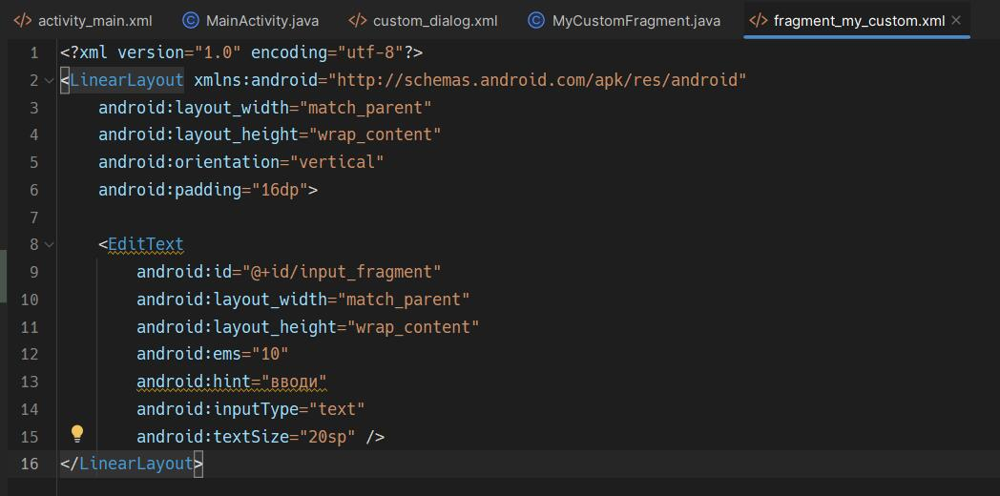 activity_main.xml MainActivity.java custom_dialog.xml MyCustomFragment.java fragment_my_custom.xml
1 <?xml version="1.0" encoding="utf-8"?>
2 <LinearLayout xmlns:android="http://schemas.android.com/apk/res/android"
3 android:layout_width="match_parent"
4 android:layout_height="wrap_content"
5 android:orientation="vertical"
6 android:padding="16dp">
7
8 <EditText
9 android:id="@+id/input_fragment"
10 android:layout_width="match_parent"
11 android:layout_height="wrap_content"
12 android:ems="10"
13 android:hint="вводи"
14 android:inputType="text"
15 android:textSize="20sp" />
16 </LinearLayout>